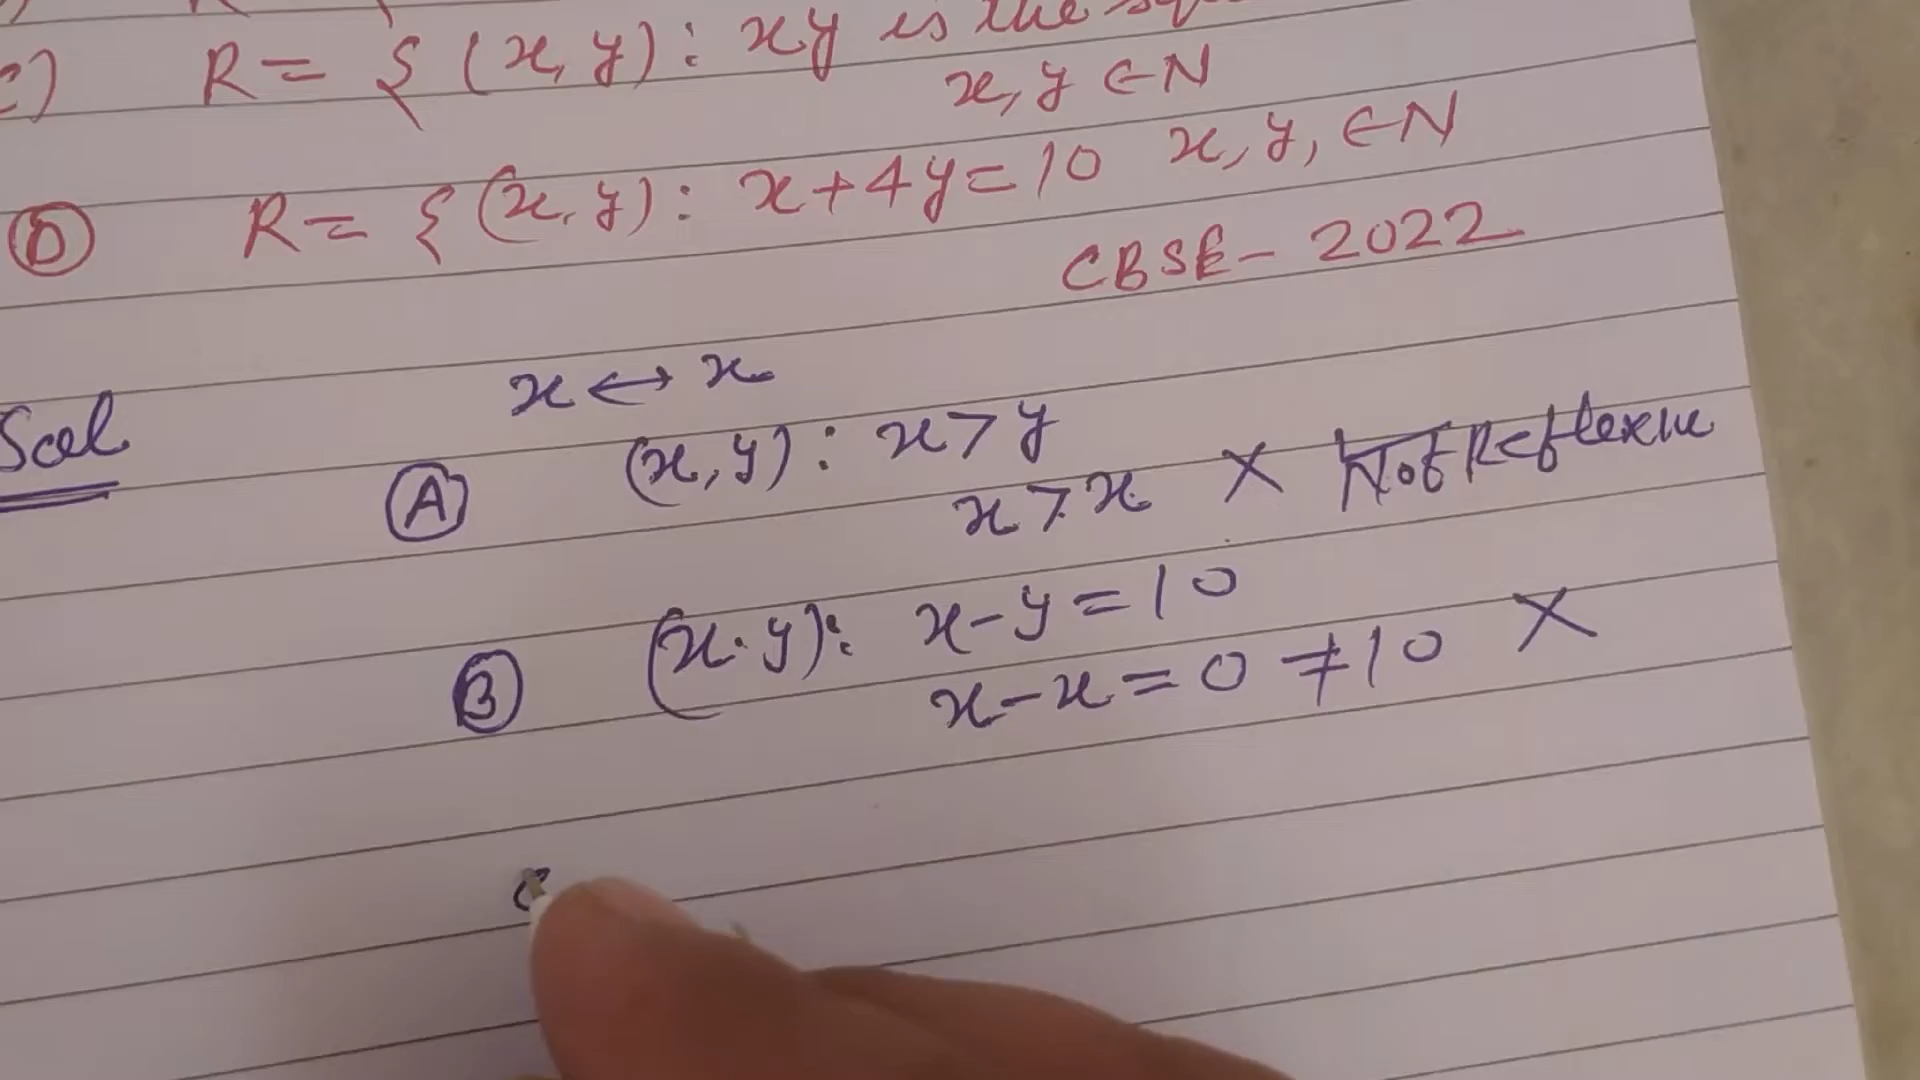 R = { (x, y) : xy is the
x, y ∈ N
D R = { (x, y) : x + 4y = 10 x, y, ∈ N
CBSE - 2022
Sol
x ↔ x
A (x, y) : x > y
x > x × Not Reflexive
B (x, y) : x - y = 10
x - x = 0 ≠ 10 ×